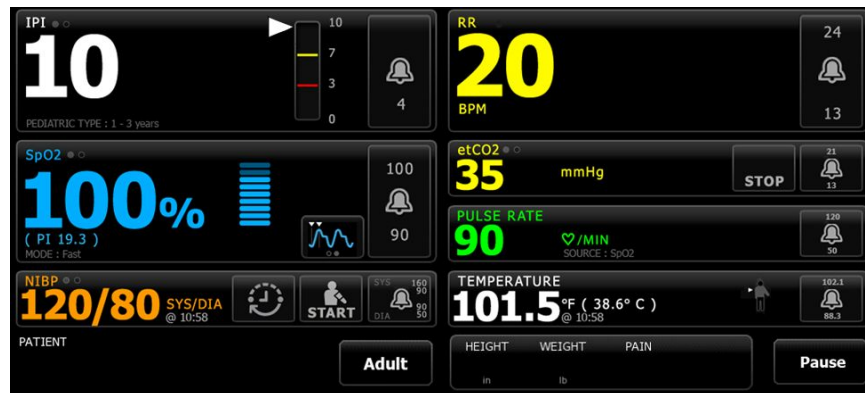 IPI
10
10
7
3
0
4
PEDIATRIC TYPE : 1 - 3 years
RR
20
BPM
24
13
SpO2
100%
( PI 19.3 )
MODE : Fast
100
90
etCO2
35
mmHg
STOP
21
13
PULSE RATE
90
/MIN
SOURCE : SpO2
120
50
NIBP
120/80 SYS/DIA
@ 10:58
START
SYS 160
90
90
DIA 50
TEMPERATURE
101.5 °F ( 38.6° C )
@ 10:58
102.1
88.3
PATIENT
Adult
HEIGHT WEIGHT PAIN
in lb
Pause